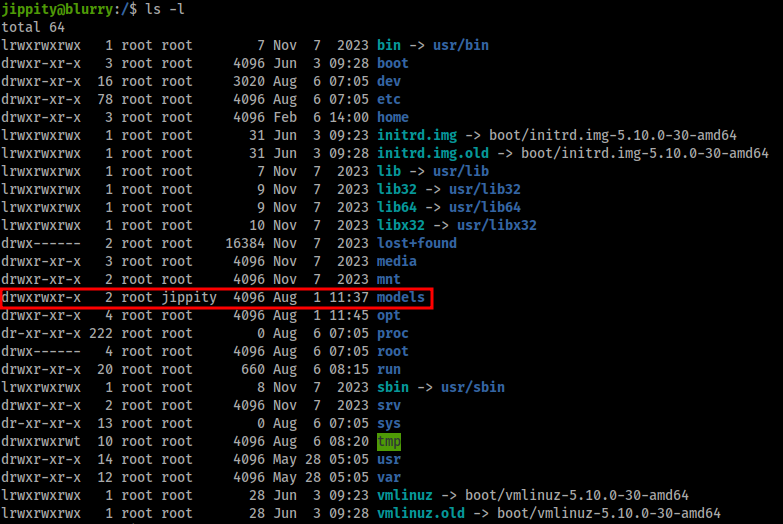 jippity@blurry:/$ ls -l
total 64
lrwxrwxrwx   1 root root        7 Nov  7  2023 bin -> usr/bin
drwxr-xr-x   3 root root     4096 Jun  3 09:28 boot
drwxr-xr-x  16 root root     3020 Aug  6 07:05 dev
drwxr-xr-x  78 root root     4096 Aug  6 07:05 etc
drwxr-xr-x   3 root root     4096 Feb  6 14:00 home
lrwxrwxrwx   1 root root       31 Jun  3 09:23 initrd.img -> boot/initrd.img-5.10.0-30-amd64
lrwxrwxrwx   1 root root       31 Jun  3 09:28 initrd.img.old -> boot/initrd.img-5.10.0-30-amd64
lrwxrwxrwx   1 root root        7 Nov  7  2023 lib -> usr/lib
lrwxrwxrwx   1 root root        9 Nov  7  2023 lib32 -> usr/lib32
lrwxrwxrwx   1 root root        9 Nov  7  2023 lib64 -> usr/lib64
lrwxrwxrwx   1 root root       10 Nov  7  2023 libx32 -> usr/libx32
drwx------   2 root root    16384 Nov  7  2023 lost+found
drwxr-xr-x   3 root root     4096 Nov  7  2023 media
drwxr-xr-x   2 root root     4096 Nov  7  2023 mnt
drwxrwxr-x   2 root jippity  4096 Aug  1 11:37 models
drwxr-xr-x   4 root root     4096 Aug  1 11:45 opt
dr-xr-xr-x 222 root root        0 Aug  6 07:05 proc
drwx------   4 root root     4096 Aug  6 07:05 root
drwxr-xr-x  20 root root      660 Aug  6 08:15 run
lrwxrwxrwx   1 root root        8 Nov  7  2023 sbin -> usr/sbin
drwxr-xr-x   2 root root     4096 Nov  7  2023 srv
dr-xr-xr-x  13 root root        0 Aug  6 07:05 sys
drwxrwxrwt  10 root root     4096 Aug  6 08:20 tmp
drwxr-xr-x  14 root root     4096 May 28 05:05 usr
drwxr-xr-x  12 root root     4096 May 28 05:05 var
lrwxrwxrwx   1 root root       28 Jun  3 09:23 vmlinuz -> boot/vmlinuz-5.10.0-30-amd64
lrwxrwxrwx   1 root root       28 Jun  3 09:28 vmlinuz.old -> boot/vmlinuz-5.10.0-30-amd64